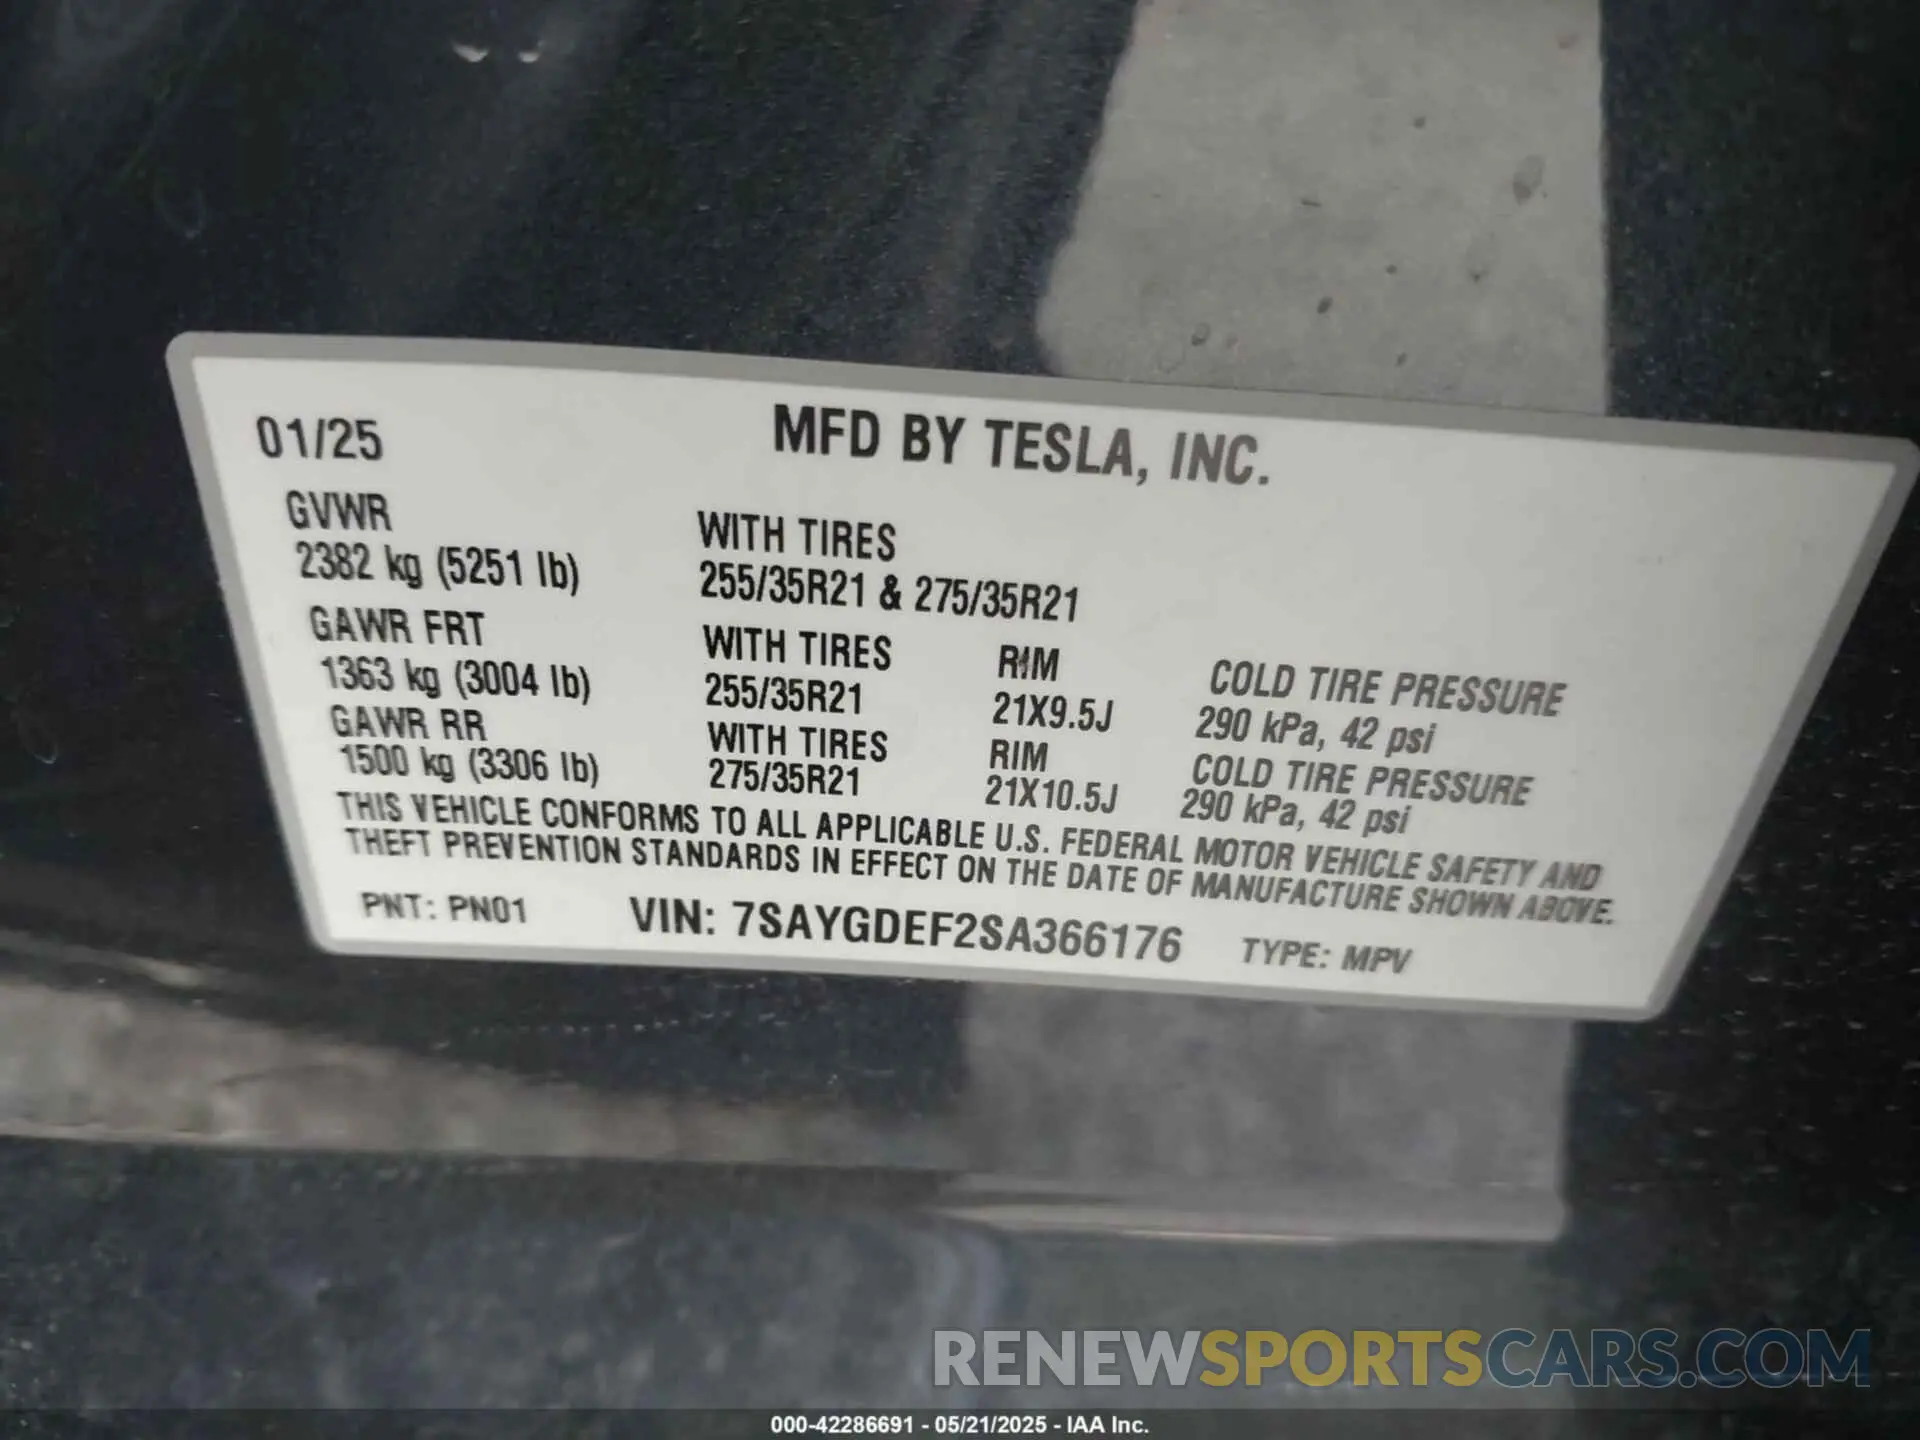 01/25 MFD BY TESLA, INC.
GVWR WITH TIRES
2382 kg (5251 lb) 255/35R21 & 275/35R21
GAWR FRT WITH TIRES RIM COLD TIRE PRESSURE
1363 kg (3004 lb) 255/35R21 21X9.5J 290 kPa, 42 psi
GAWR RR WITH TIRES RIM COLD TIRE PRESSURE
1500 kg (3306 lb) 275/35R21 21X10.5J 290 kPa, 42 psi
THIS VEHICLE CONFORMS TO ALL APPLICABLE U.S. FEDERAL MOTOR VEHICLE SAFETY AND
THEFT PREVENTION STANDARDS IN EFFECT ON THE DATE OF MANUFACTURE SHOWN ABOVE.
PNT: PN01 VIN: 7SAYGDEF2SA366176 TYPE: MPV
RENEWSPORTSCARS.COM
000-42286691 - 05/21/2025 - IAA Inc.